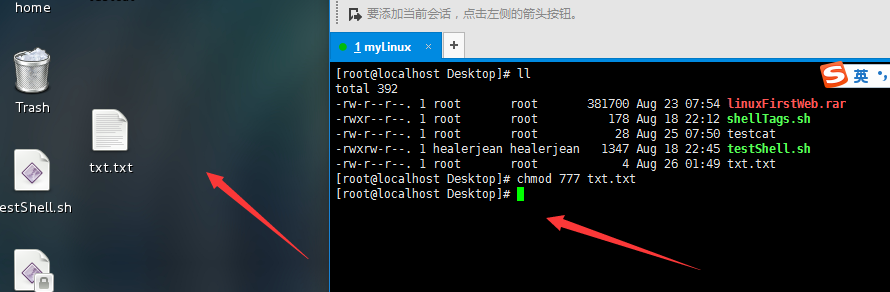 home
Trash
txt.txt
estShell.sh
要添加当前会话，点击左侧的箭头按钮。
1 myLinux × +
S 英
[root@localhost Desktop]# ll
total 392
-rw-r--r--. 1 root root 381700 Aug 23 07:54 linuxFirstWeb.rar
-rwxr--r--. 1 root root 178 Aug 18 22:12 shellTags.sh
-rw-r--r--. 1 root root 28 Aug 25 07:50 testcat
-rwxrw-r--. 1 healerjean healerjean 1347 Aug 18 22:45 testShell.sh
-rw-r--r--. 1 root root 4 Aug 26 01:49 txt.txt
[root@localhost Desktop]# chmod 777 txt.txt
[root@localhost Desktop]#